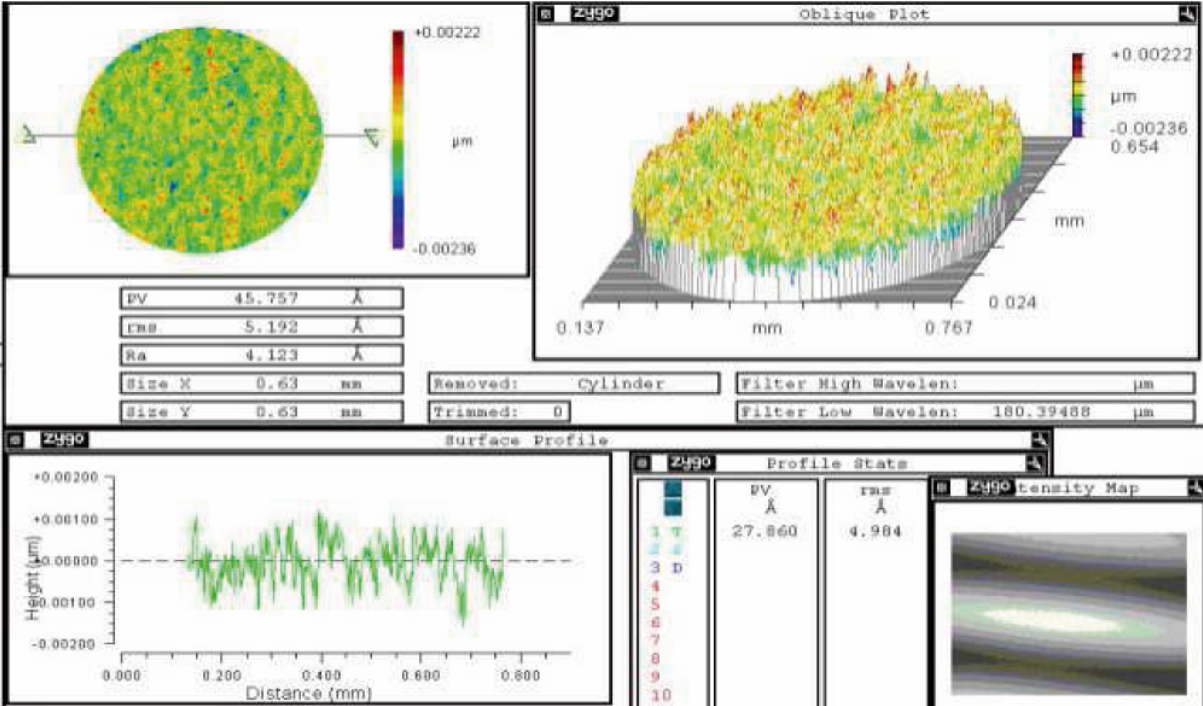 +0.00222
µm
-0.00236
zygo Oblique Plot
+0.00222
µm
-0.00236
0.654
mm
0.024
0.137 mm 0.767
PV 45.757 Å
rms 5.192 Å
Ra 4.123 Å
Size X 0.63 mm
Size Y 0.63 mm
Removed: Cylinder
Trimmed: 0
Filter High Wavelen: µm
Filter Low Wavelen: 180.39488 µm
zygo Surface Profile
+0.00200
+0.00100
0.00000
0.00100
-0.00200
Height (µm)
0.000 0.200 0.400 0.600 0.800
Distance (mm)
zygo Profile Stats
PV rms
Å Å
1 T 27.860 4.984
3 D
4
5
6
7
8
9
10
zygo tensity Map